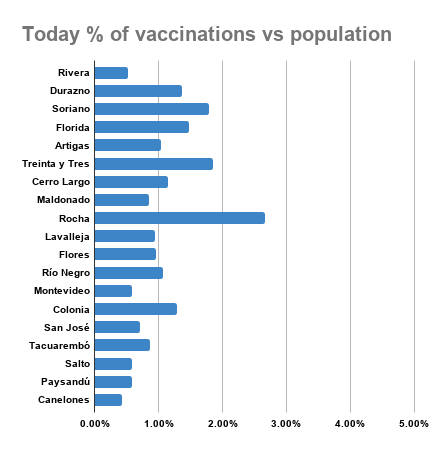 Today % of vaccinations vs population
Rivera
Durazno
Soriano
Florida
Artigas
Treinta y Tres
Cerro Largo
Maldonado
Rocha
Lavalleja
Flores
Río Negro
Montevideo
Colonia
San José
Tacuarembó
Salto
Paysandú
Canelones
0.00% 1.00% 2.00% 3.00% 4.00% 5.00%